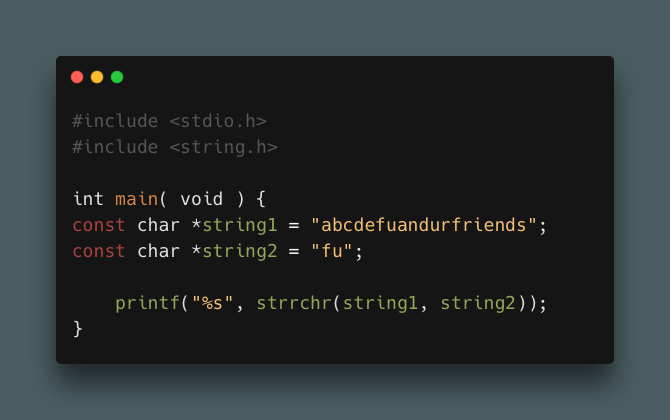 #include <stdio.h>
#include <string.h>
int main( void ) {
const char *string1 = "abcdefuandurfriends";
const char *string2 = "fu";
printf("%s", strrchr(string1, string2));
}